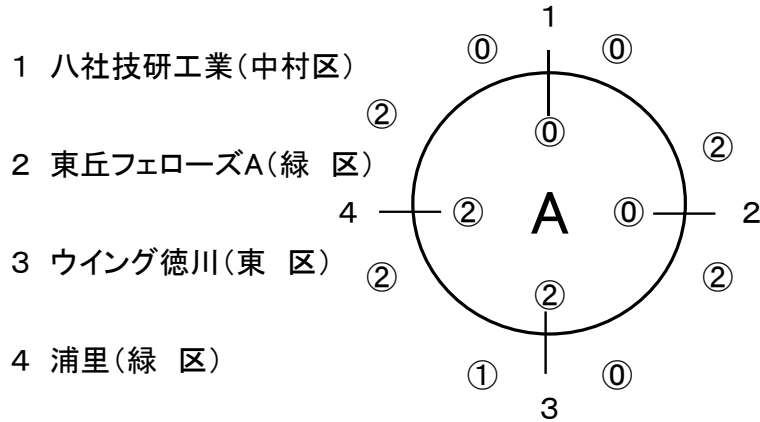 1 八社技研工業(中村区)
2 東丘フェローズA(緑 区)
3 ウイング徳川(東 区)
4 浦里(緑 区)
1
⓪ ⓪
⓪
② ②
4 ② A ⓪ 2
② ② ②
① ⓪
3